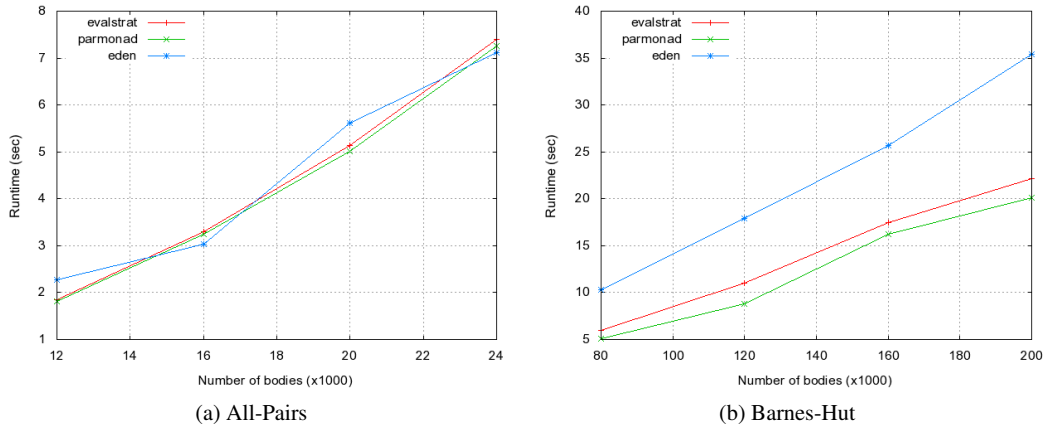 8
7
6
5
4
3
2
1
Runtime (sec)
evalstrat
parmonad
eden
12 14 16 18 20 22 24
Number of bodies (x1000)
(a) All-Pairs
40
35
30
25
20
15
10
5
Runtime (sec)
evalstrat
parmonad
eden
80 100 120 140 160 180 200
Number of bodies (x1000)
(b) Barnes-Hut